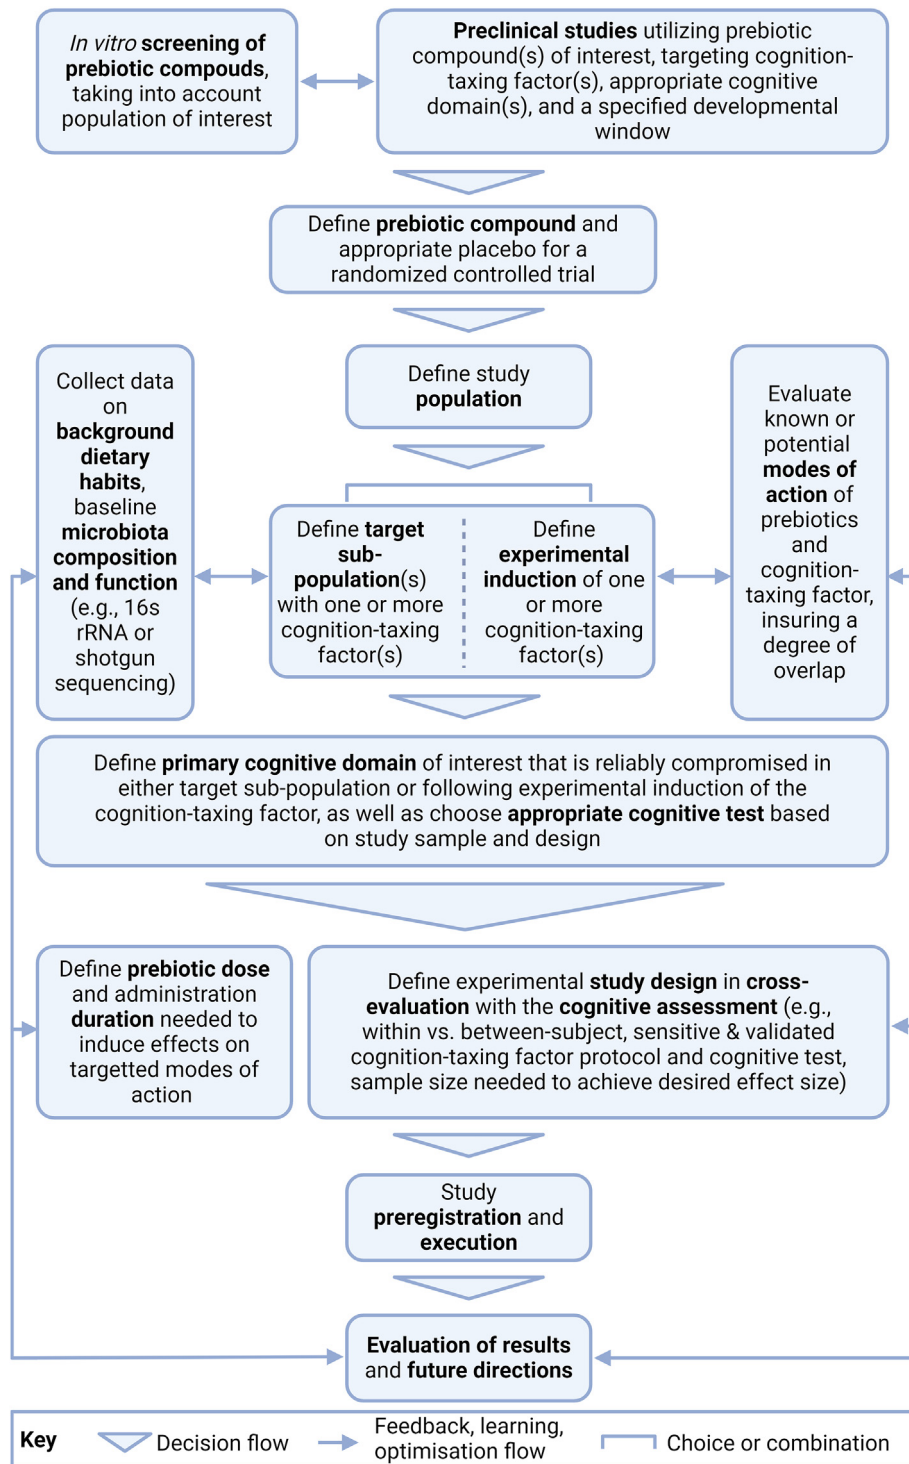 In vitro screening of
prebiotic compouds,
taking into account
population of interest
Preclinical studies utilizing prebiotic
compound(s) of interest, targeting cognition-
taxing factor(s), appropriate cognitive
domain(s), and a specified developmental
window
Define prebiotic compound and
appropriate placebo for a
randomized controlled trial
Define study
population
Collect data
on
background
dietary
habits,
baseline
microbiota
composition
and function
(e.g., 16s
rRNA or
shotgun
sequencing)
Define target
sub-
population(s)
with one or more
cognition-taxing
factor(s)
Define
experimental
induction of one
or more
cognition-taxing
factor(s)
Evaluate
known or
potential
modes of
action of
prebiotics
and
cognition-
taxing factor,
insuring a
degree of
overlap
Define primary cognitive domain of interest that is reliably compromised in
either target sub-population or following experimental induction of the
cognition-taxing factor, as well as choose appropriate cognitive test based
on study sample and design
Define prebiotic dose
and administration
duration needed to
induce effects on
targetted modes of
action
Define experimental study design in cross-
evaluation with the cognitive assessment (e.g.,
within vs. between-subject, sensitive & validated
cognition-taxing factor protocol and cognitive test,
sample size needed to achieve desired effect size)
Study
preregistration and
execution
Evaluation of results
and future directions
Key
Decision flow
Feedback, learning,
optimisation flow
Choice or combination